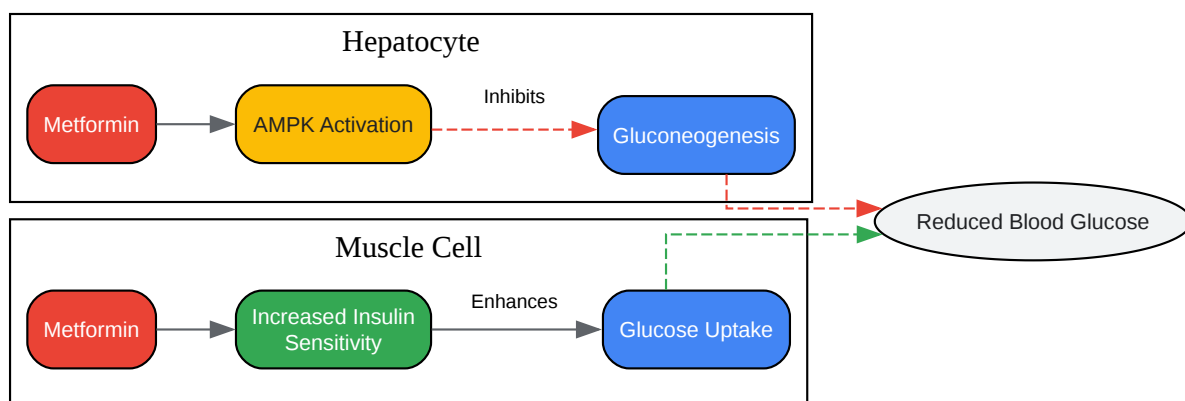 Hepatocyte
Metformin
AMPK Activation
Inhibits
Gluconeogenesis
Reduced Blood Glucose
Muscle Cell
Metformin
Increased Insulin
Sensitivity
Enhances
Glucose Uptake